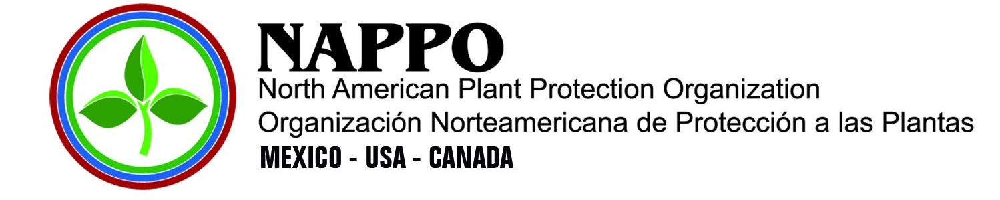 NAPPO
North American Plant Protection Organization
Organización Norteamericana de Protección a las Plantas
MEXICO - USA - CANADA